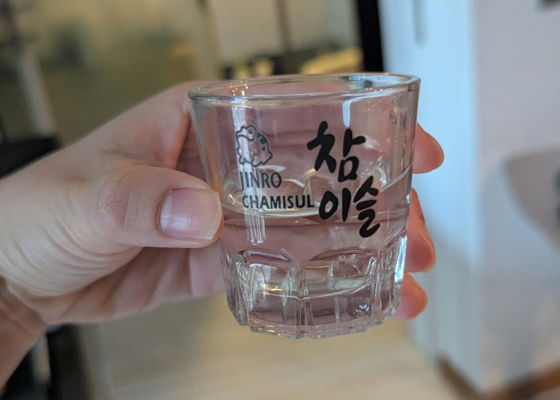 JINRO
CHAMISUL
참
이슬